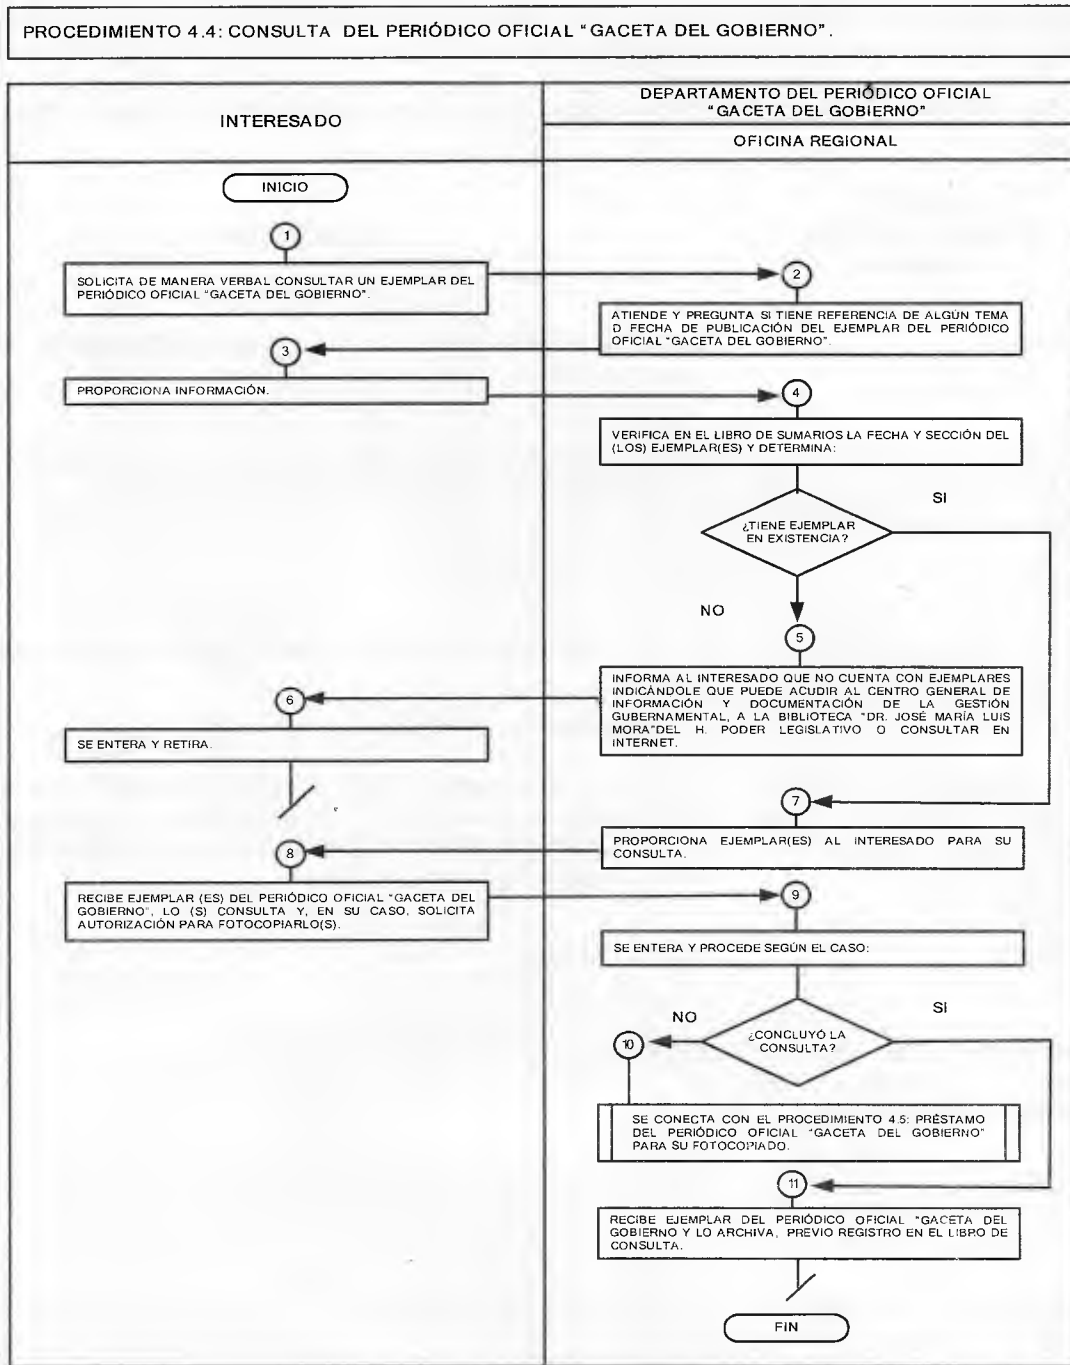 PROCEDIMIENTO 4.4: CONSULTA DEL PERIÓDICO OFICIAL "GACETA DEL GOBIERNO".
INTERESADO
DEPARTAMENTO DEL PERIÓDICO OFICIAL
"GACETA DEL GOBIERNO"
OFICINA REGIONAL
INICIO
1
SOLICITA DE MANERA VERBAL CONSULTAR UN EJEMPLAR DEL
PERIÓDICO OFICIAL "GACETA DEL GOBIERNO".
2
ATIENDE Y PREGUNTA SI TIENE REFERENCIA DE ALGÚN TEMA
O FECHA DE PUBLICACIÓN DEL EJEMPLAR DEL PERIÓDICO
OFICIAL "GACETA DEL GOBIERNO".
3
PROPORCIONA INFORMACIÓN.
4
VERIFICA EN EL LIBRO DE SUMARIOS LA FECHA Y SECCIÓN DEL
(LOS) EJEMPLAR(ES) Y DETERMINA:
¿TIENE EJEMPLAR
EN EXISTENCIA?
SI
NO
5
INFORMA AL INTERESADO QUE NO CUENTA CON EJEMPLARES
INDICÁNDOLE QUE PUEDE ACUDIR AL CENTRO GENERAL DE
INFORMACIÓN Y DOCUMENTACIÓN DE LA GESTIÓN
GUBERNAMENTAL, A LA BIBLIOTECA "DR. JOSÉ MARÍA LUIS
MORA"DEL H. PODER LEGISLATIVO O CONSULTAR EN
INTERNET.
6
SE ENTERA Y RETIRA.
7
PROPORCIONA EJEMPLAR(ES) AL INTERESADO PARA SU
CONSULTA.
8
RECIBE EJEMPLAR (ES) DEL PERIÓDICO OFICIAL "GACETA DEL
GOBIERNO", LO (S) CONSULTA Y, EN SU CASO, SOLICITA
AUTORIZACIÓN PARA FOTOCOPIARLO(S).
9
SE ENTERA Y PROCEDE SEGÚN EL CASO:
¿CONCLUYÓ LA
CONSULTA?
NO
SI
10
SE CONECTA CON EL PROCEDIMIENTO 4.5: PRÉSTAMO
DEL PERIÓDICO OFICIAL "GACETA DEL GOBIERNO"
PARA SU FOTOCOPIADO.
11
RECIBE EJEMPLAR DEL PERIÓDICO OFICIAL "GACETA DEL
GOBIERNO Y LO ARCHIVA, PREVIO REGISTRO EN EL LIBRO DE
CONSULTA.
FIN